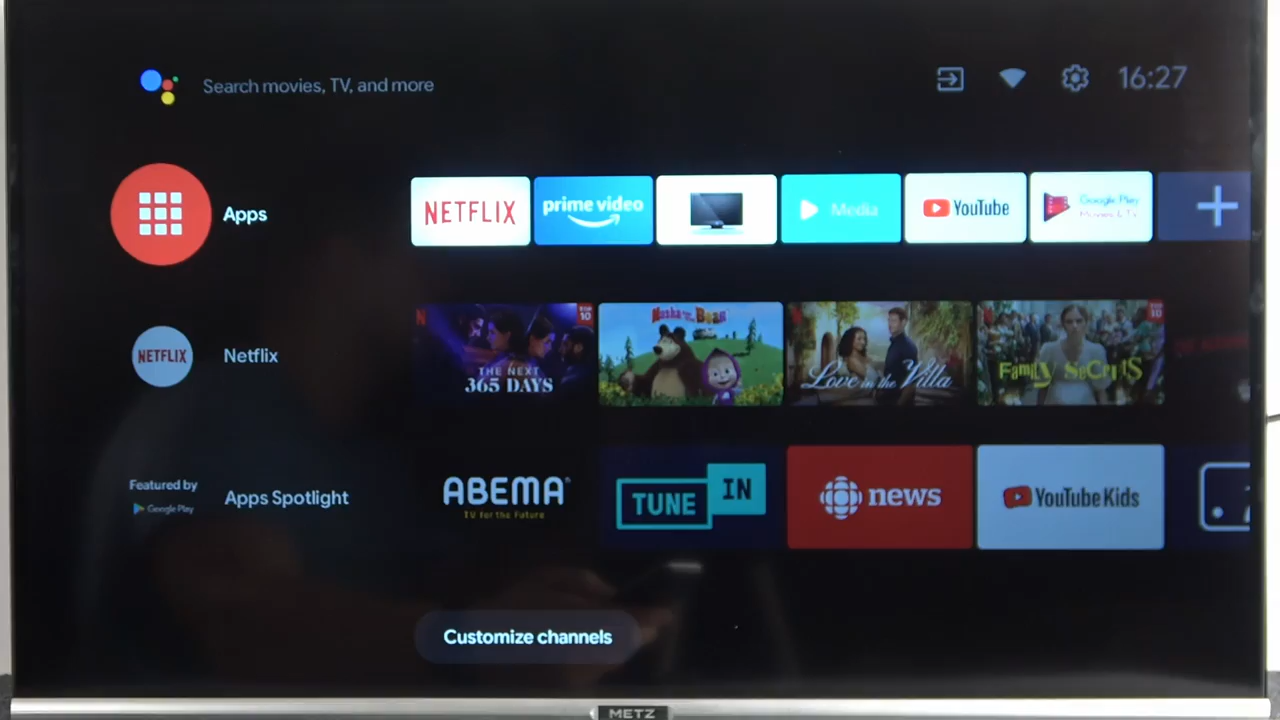 Search movies, TV, and more
16:27
Apps
NETFLIX
prime video
Media
YouTube
Google Play
Movies & TV
NETFLIX
Netflix
THE NEXT
365 DAYS
Masha and the Bear
Love in the Villa
FAMILY SECRETS
Featured by
Google Play
Apps Spotlight
ABEMA
TV for the Future
TUNE IN
news
YouTube Kids
Customize channels
METZ